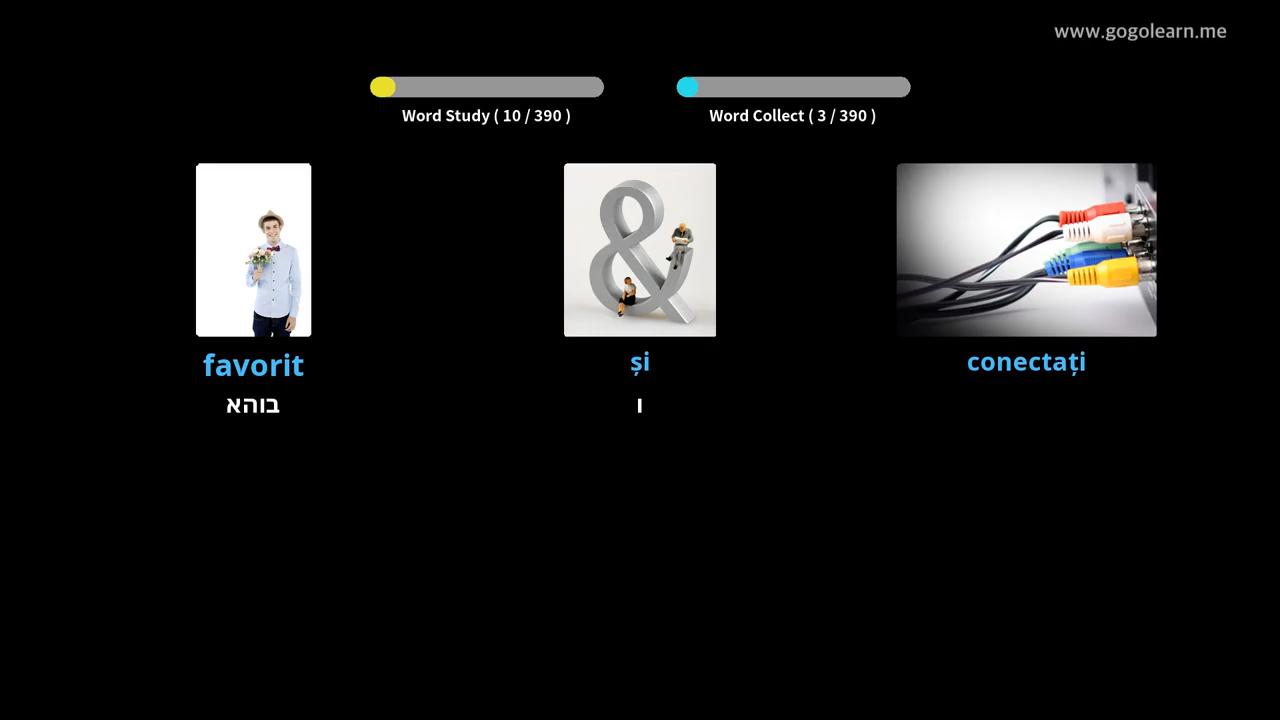 www.gogolearn.me
Word Study ( 10 / 390 )
Word Collect ( 3 / 390 )
favorit
și
conectați
בוהא
ו